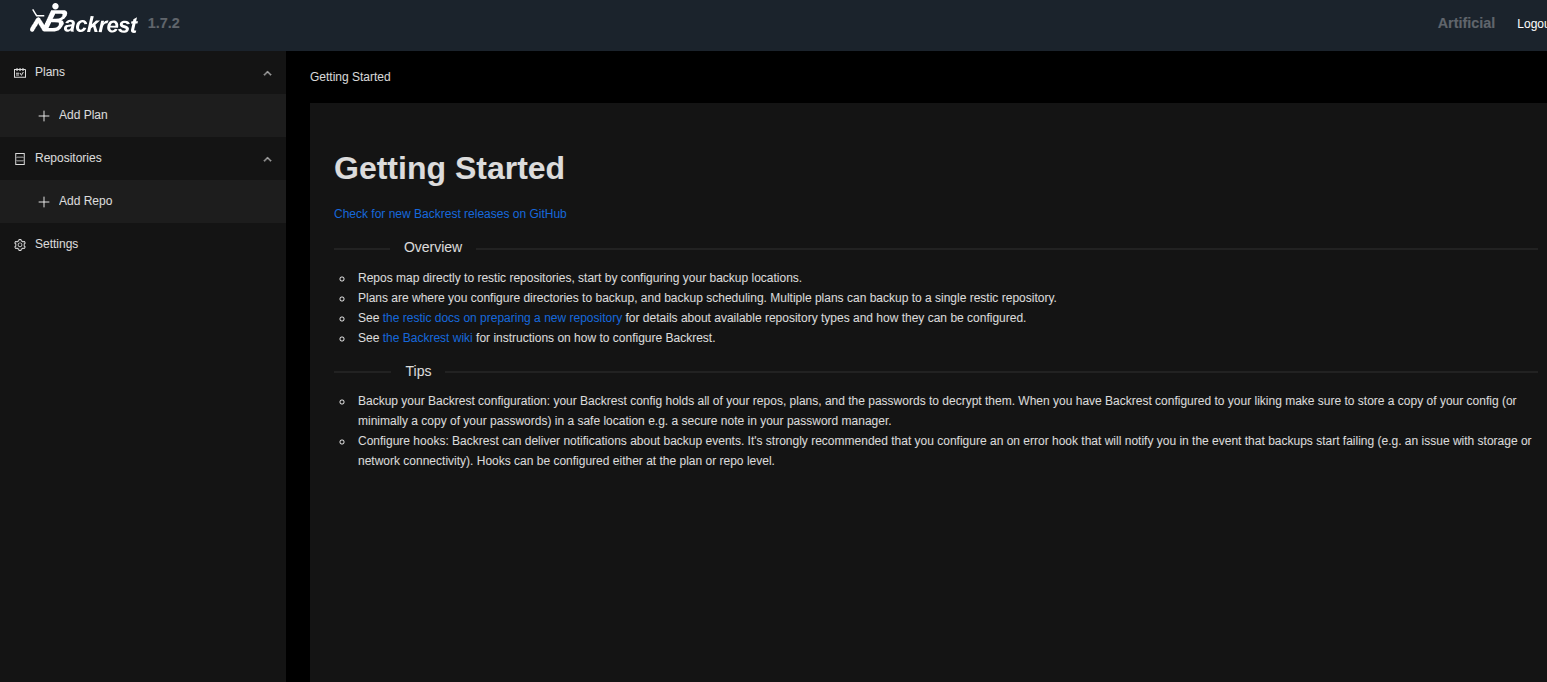 Backrest 1.7.2
Artificial
Logou
Plans
Add Plan
Repositories
Add Repo
Settings
Getting Started
Getting Started
Check for new Backrest releases on GitHub
Overview
Repos map directly to restic repositories, start by configuring your backup locations.
Plans are where you configure directories to backup, and backup scheduling. Multiple plans can backup to a single restic repository.
See the restic docs on preparing a new repository for details about available repository types and how they can be configured.
See the Backrest wiki for instructions on how to configure Backrest.
Tips
Backup your Backrest configuration: your Backrest config holds all of your repos, plans, and the passwords to decrypt them. When you have Backrest configured to your liking make sure to store a copy of your config (or
minimally a copy of your passwords) in a safe location e.g. a secure note in your password manager.
Configure hooks: Backrest can deliver notifications about backup events. It's strongly recommended that you configure an on error hook that will notify you in the event that backups start failing (e.g. an issue with storage or
network connectivity). Hooks can be configured either at the plan or repo level.